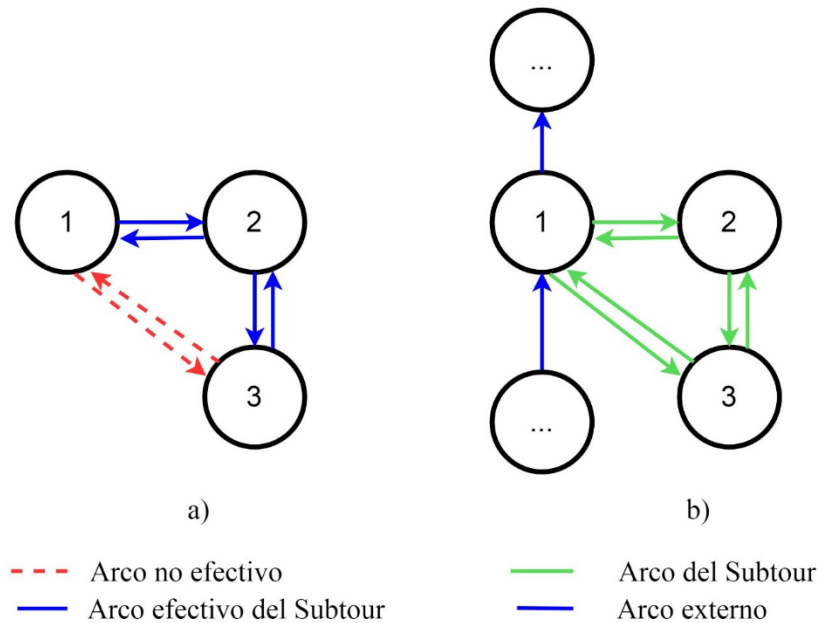 ...
1
2
1
2
3
3
...
a)
b)
Arco no efectivo
Arco del Subtour
Arco efectivo del Subtour
Arco externo